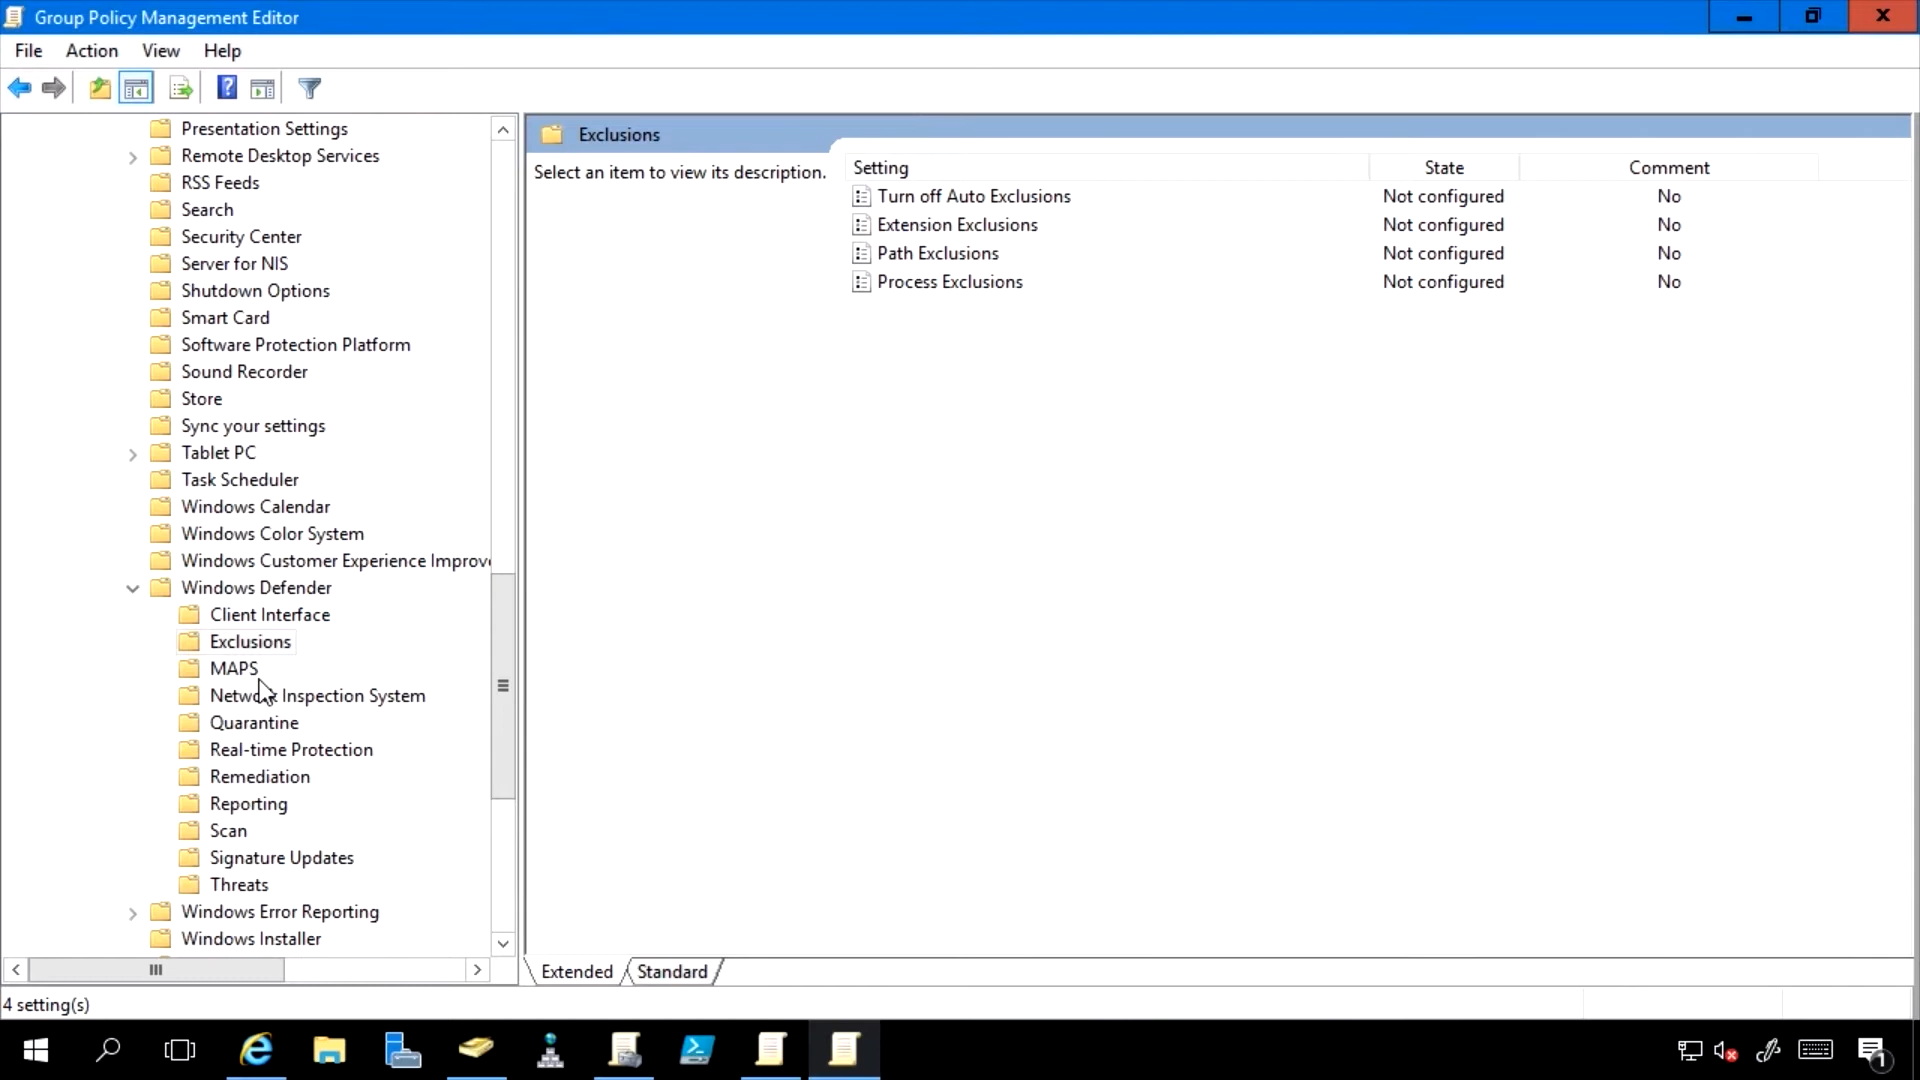 Group Policy Management Editor
File Action View Help
Presentation Settings
Remote Desktop Services
RSS Feeds
Search
Security Center
Server for NIS
Shutdown Options
Smart Card
Software Protection Platform
Sound Recorder
Store
Sync your settings
Tablet PC
Task Scheduler
Windows Calendar
Windows Color System
Windows Customer Experience Improve
Windows Defender
Client Interface
Exclusions
MAPS
Network Inspection System
Quarantine
Real-time Protection
Remediation
Reporting
Scan
Signature Updates
Threats
Windows Error Reporting
Windows Installer
Exclusions
Select an item to view its description.
Setting State Comment
Turn off Auto Exclusions Not configured No
Extension Exclusions Not configured No
Path Exclusions Not configured No
Process Exclusions Not configured No
Extended Standard
4 setting(s)
1